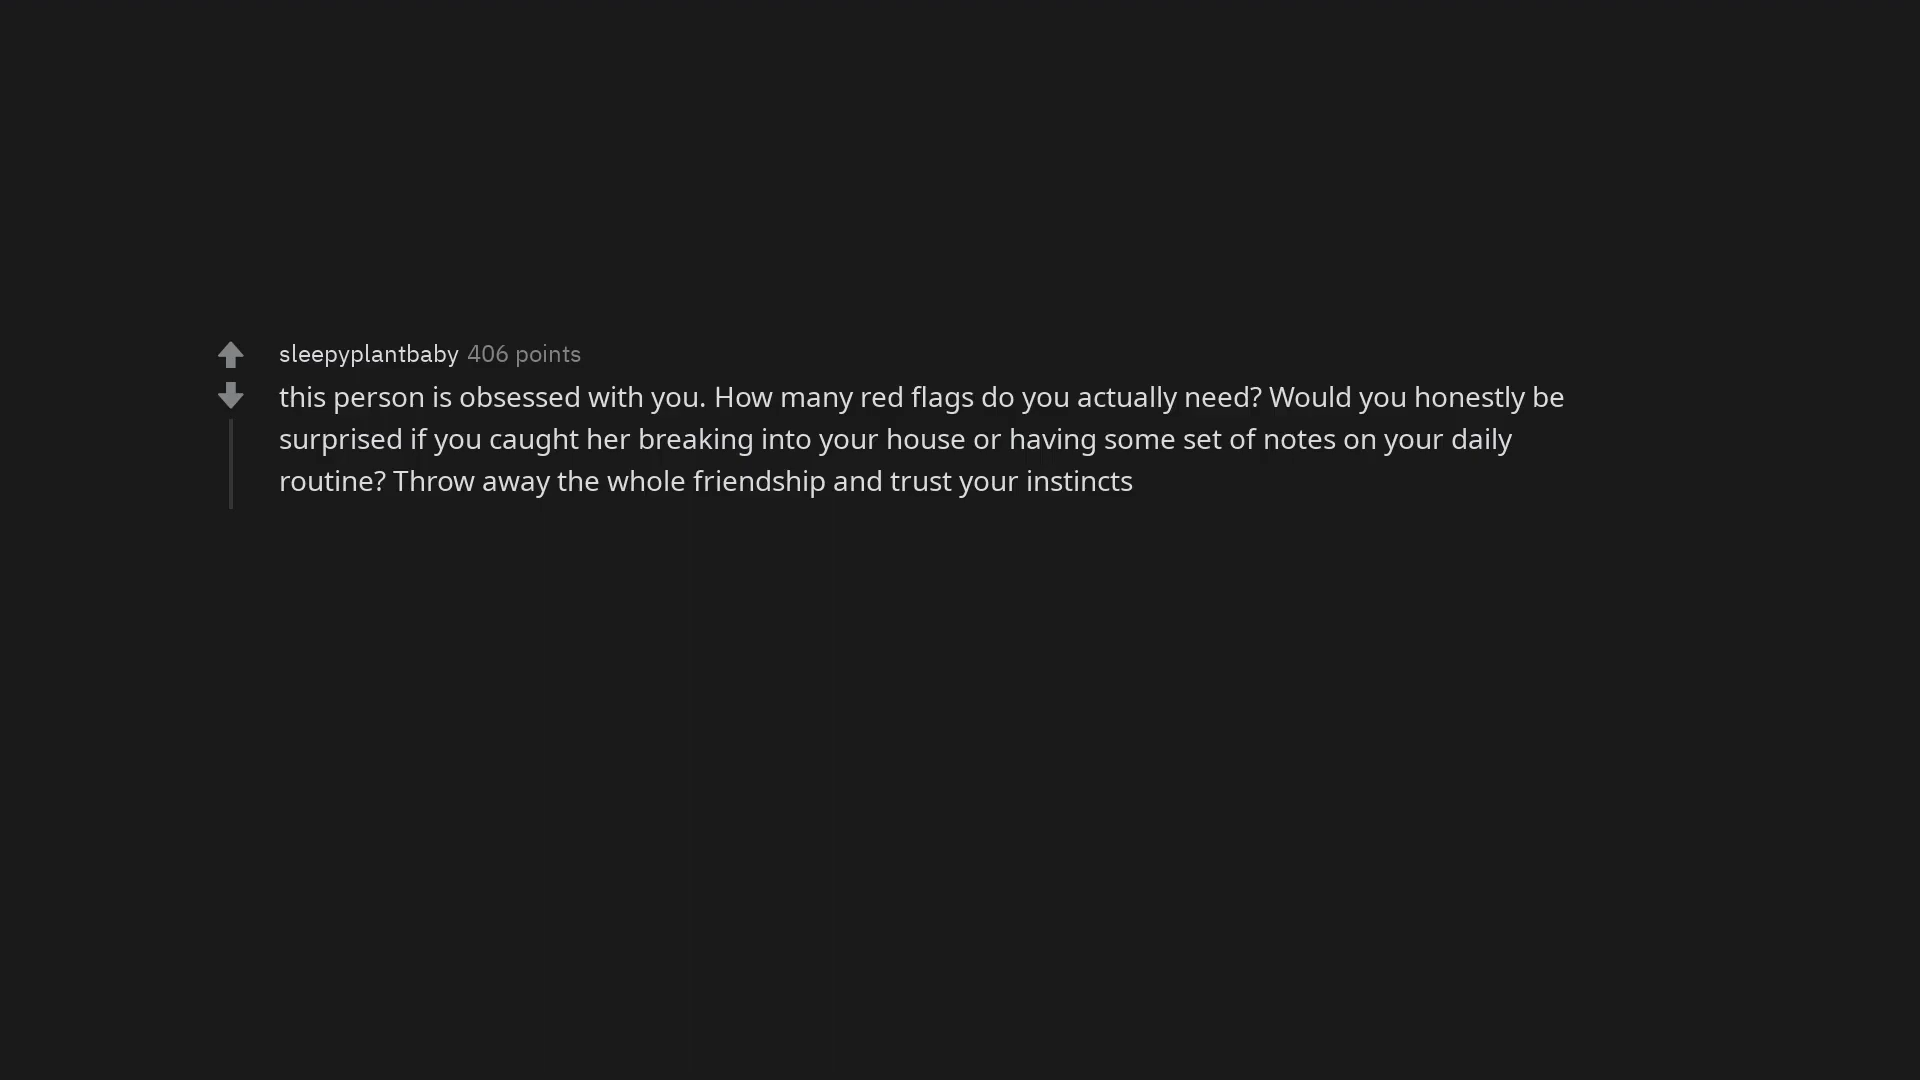 sleepyplantbaby 406 points
this person is obsessed with you. How many red flags do you actually need? Would you honestly be
surprised if you caught her breaking into your house or having some set of notes on your daily
routine? Throw away the whole friendship and trust your instincts